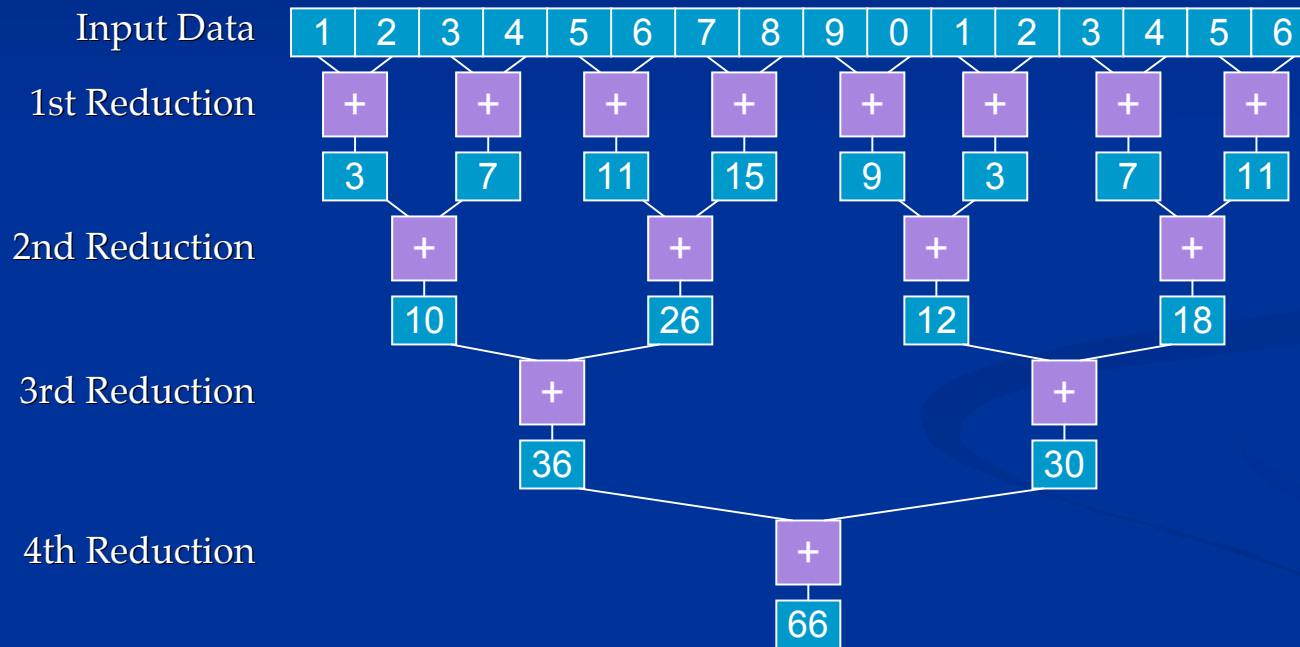 Input Data 1 2 3 4 5 6 7 8 9 0 1 2 3 4 5 6
1st Reduction + + + + + + + +
3 7 11 15 9 3 7 11
2nd Reduction + + + +
10 26 12 18
3rd Reduction + +
36 30
4th Reduction +
66